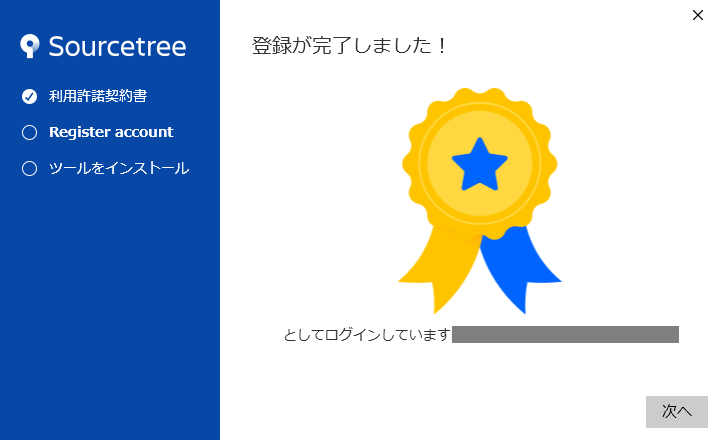 Sourcetree
利用許諾契約書
Register account
ツールをインストール
登録が完了しました！
としてログインしています
次へ